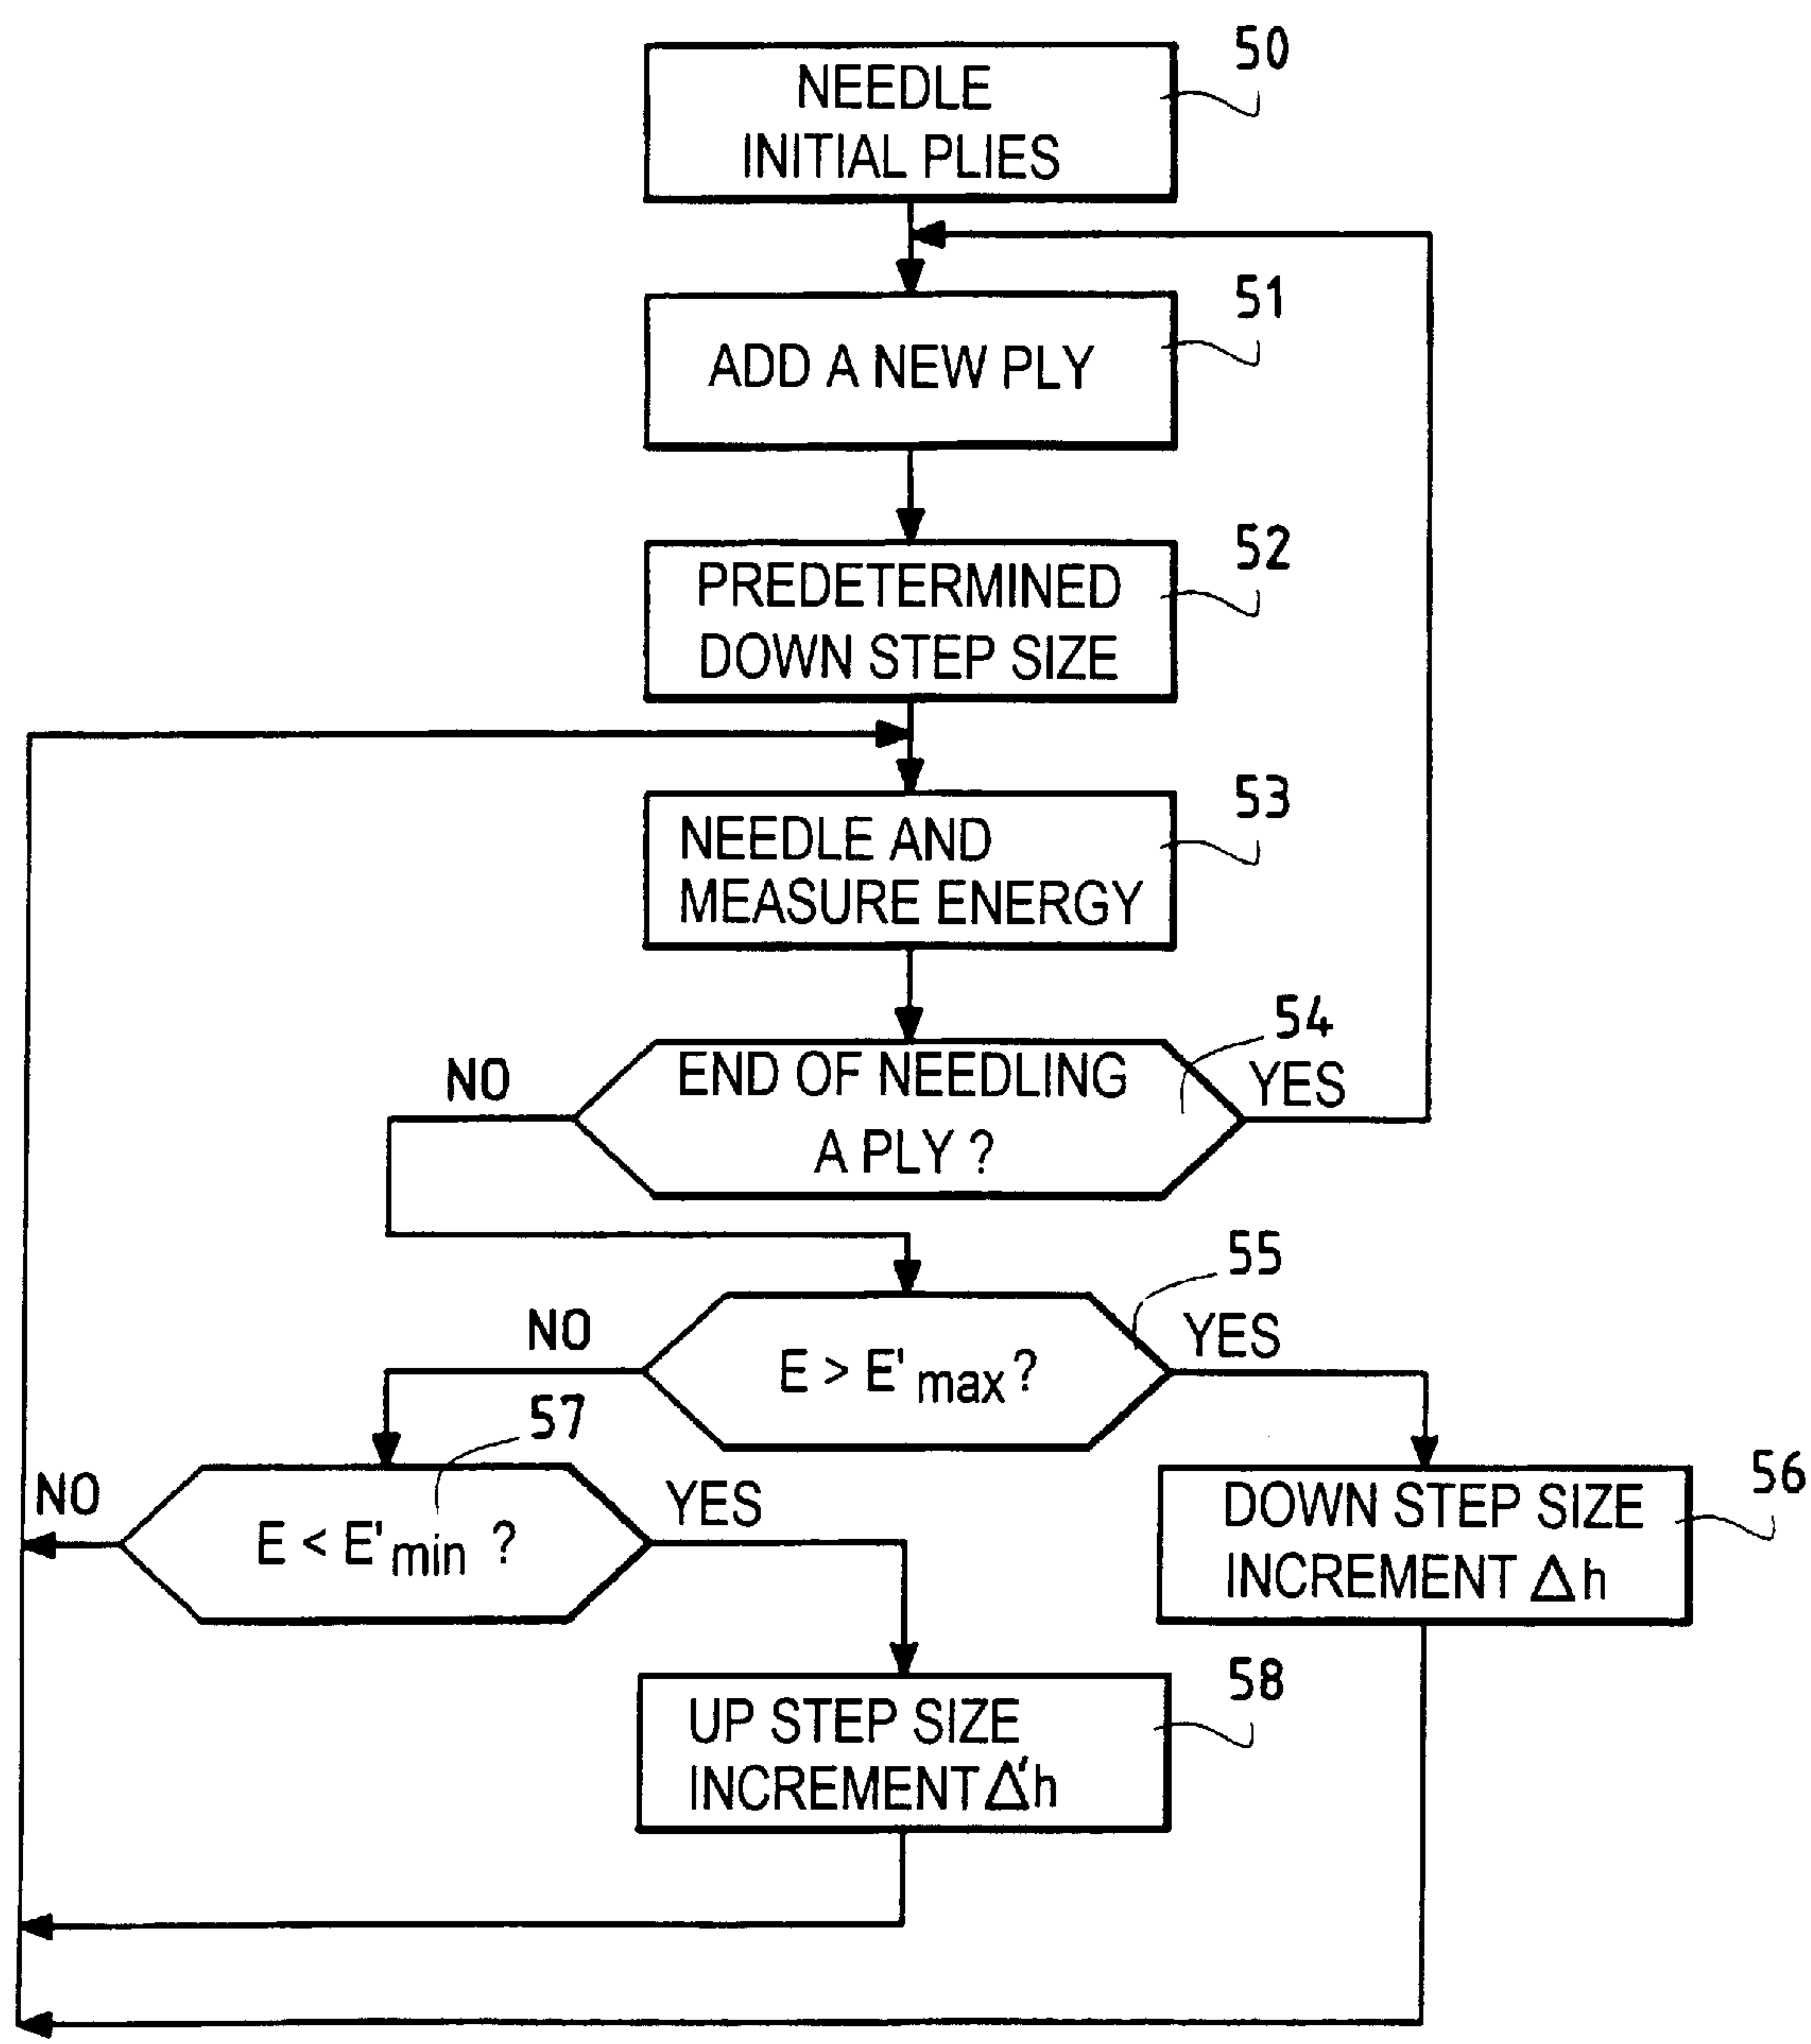 50
NEEDLE
INITIAL PLIES
51
ADD A NEW PLY
52
PREDETERMINED
DOWN STEP SIZE
53
NEEDLE AND
MEASURE ENERGY
54
NO
END OF NEEDLING
A PLY ?
YES
55
NO
E > E'max ?
YES
57
NO
E < E'min ?
YES
56
DOWN STEP SIZE
INCREMENT Δh
58
UP STEP SIZE
INCREMENT Δ'h